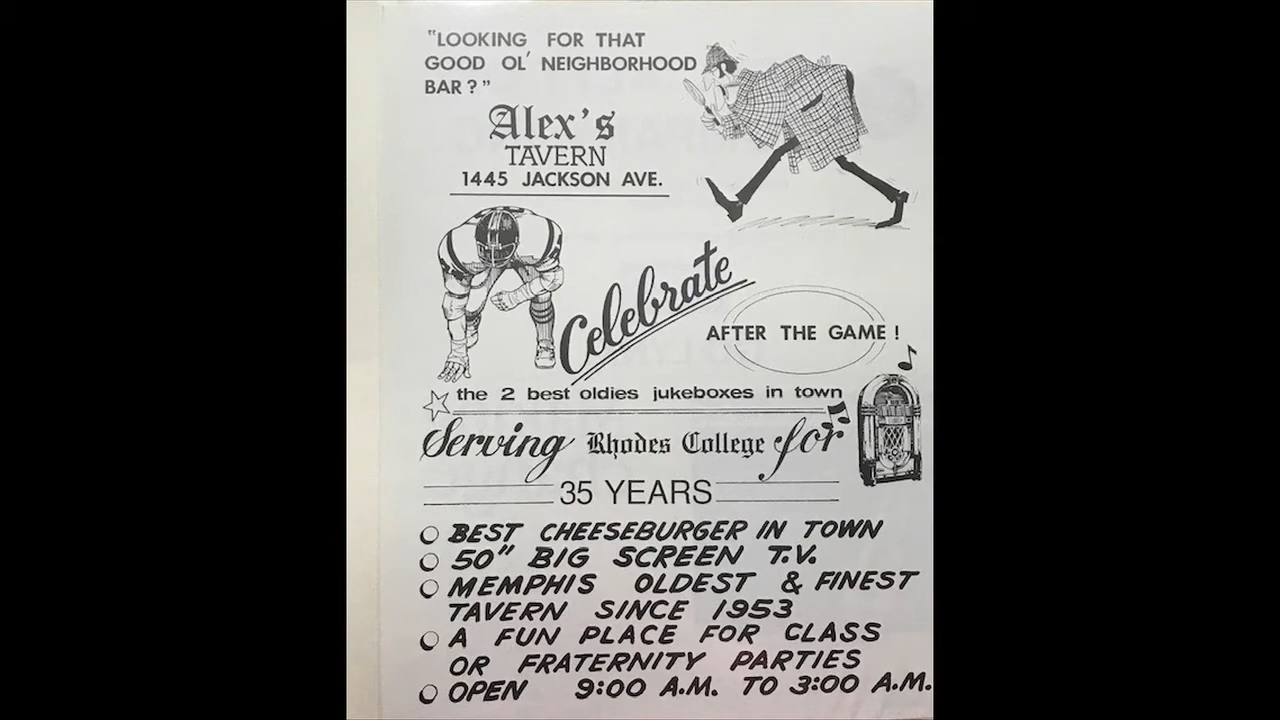 "LOOKING FOR THAT
GOOD OL' NEIGHBORHOOD
BAR?"
Alex's
TAVERN
1445 JACKSON AVE.
Celebrate
AFTER THE GAME!
the 2 best oldies jukeboxes in town
Serving Rhodes College for
35 YEARS
BEST CHEESEBURGER IN TOWN
50" BIG SCREEN T.V.
MEMPHIS OLDEST & FINEST
TAVERN SINCE 1953
A FUN PLACE FOR CLASS
OR FRATERNITY PARTIES
OPEN 9:00 A.M. TO 3:00 A.M.